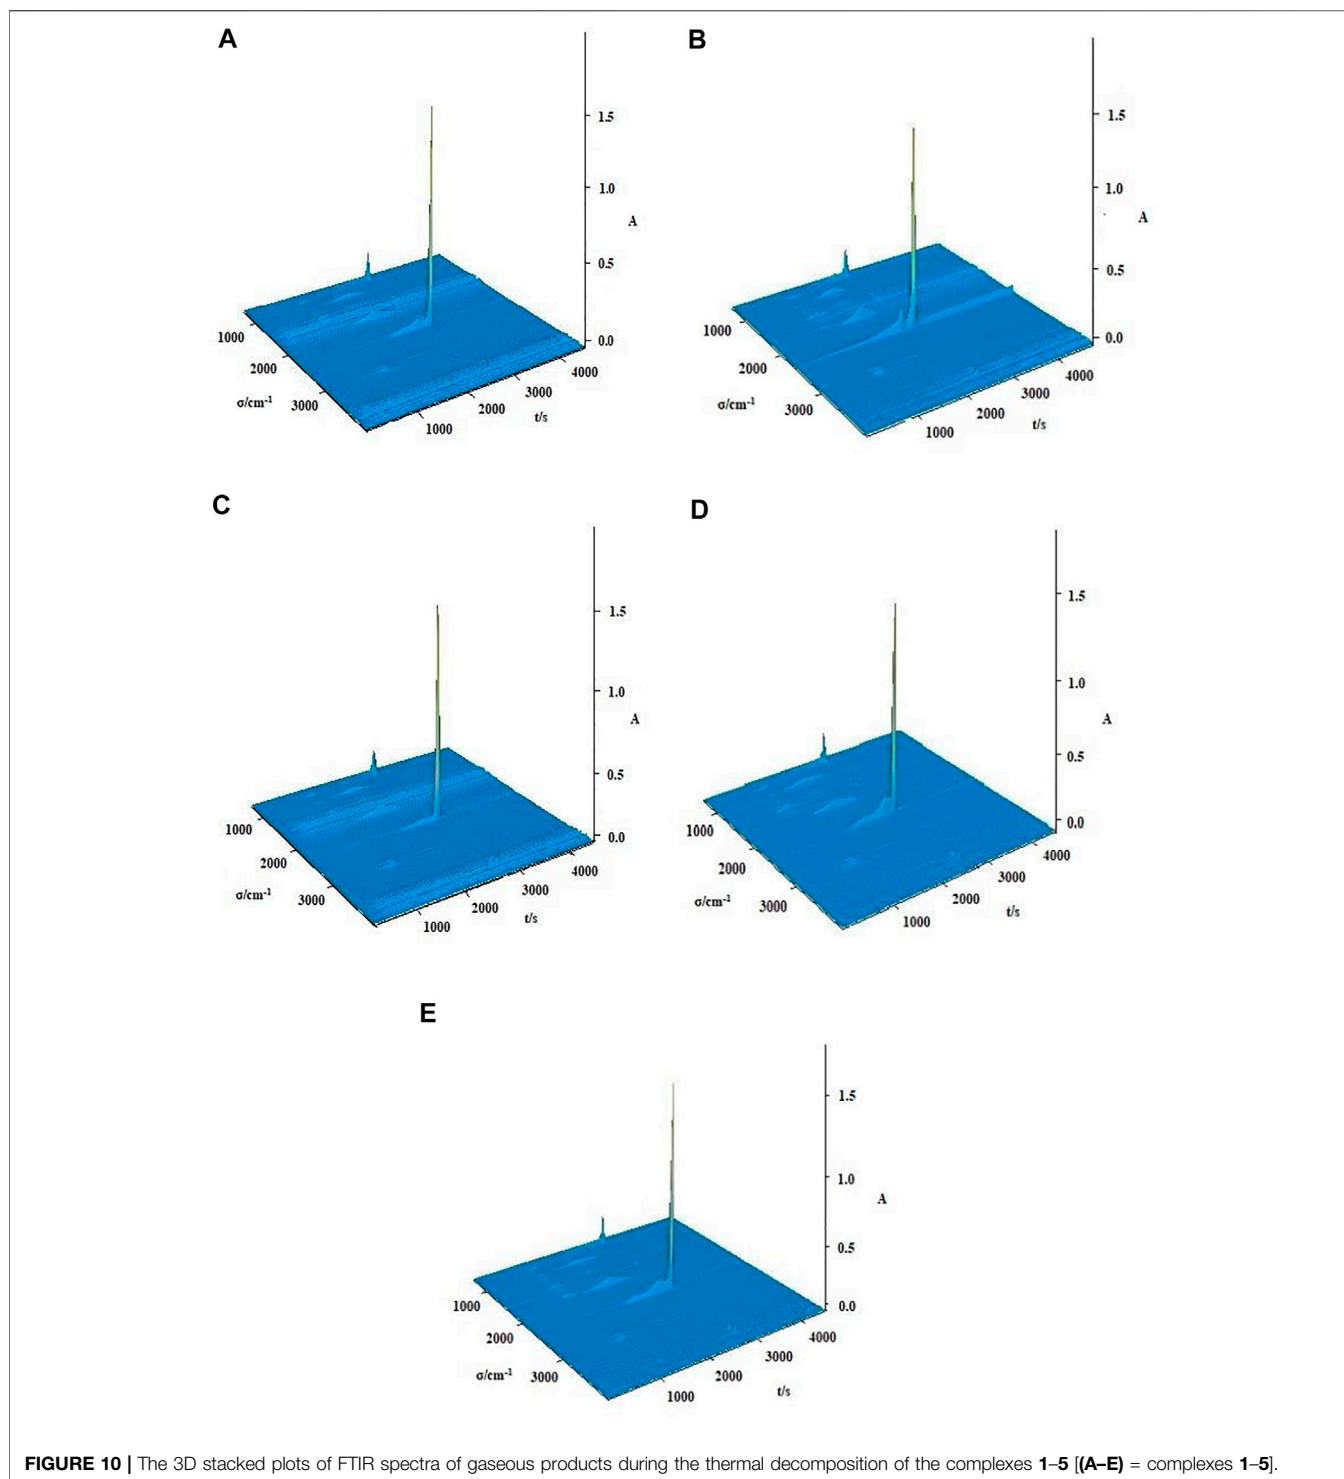 A
1.5
1.0
A
0.5
0.0
1000
2000
σ/cm-1
3000
4000
3000
2000
t/s
1000
B
1.5
1.0
A
0.5
0.0
1000
2000
σ/cm-1
3000
4000
3000
2000
t/s
1000
C
1.5
1.0
A
0.5
0.0
1000
2000
σ/cm-1
3000
4000
3000
2000
t/s
1000
D
1.5
1.0
A
0.5
0.0
1000
2000
σ/cm-1
3000
4000
3000
2000
t/s
1000
E
1.5
1.0
A
0.5
0.0
1000
2000
σ/cm-1
3000
4000
3000
2000
t/s
1000
FIGURE 10 | The 3D stacked plots of FTIR spectra of gaseous products during the thermal decomposition of the complexes 1–5 [(A–E) = complexes 1–5].